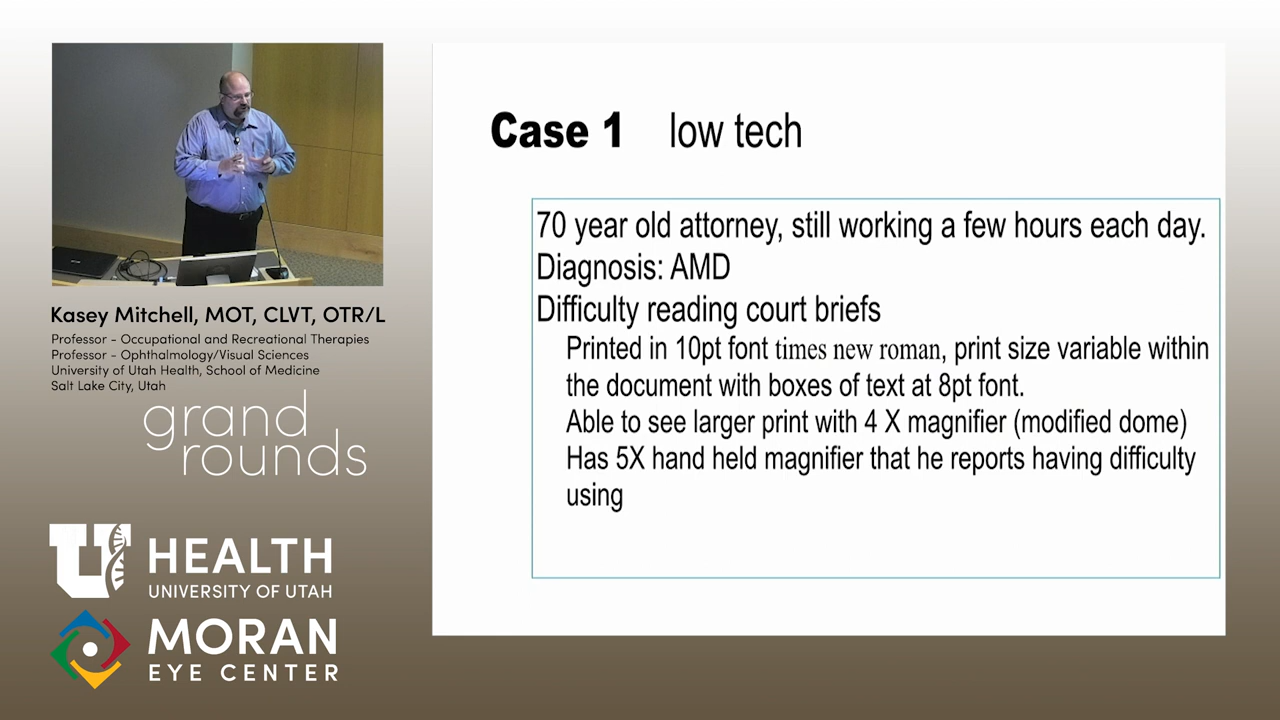 Kasey Mitchell, MOT, CLVT, OTR/L
Professor - Occupational and Recreational Therapies
Professor - Ophthalmology/Visual Sciences
University of Utah Health, School of Medicine
Salt Lake City, Utah
grand
rounds
U HEALTH
UNIVERSITY OF UTAH
MORAN
EYE CENTER
Case 1 low tech
70 year old attorney, still working a few hours each day.
Diagnosis: AMD
Difficulty reading court briefs
Printed in 10pt font times new roman, print size variable within
the document with boxes of text at 8pt font.
Able to see larger print with 4 X magnifier (modified dome)
Has 5X hand held magnifier that he reports having difficulty
using